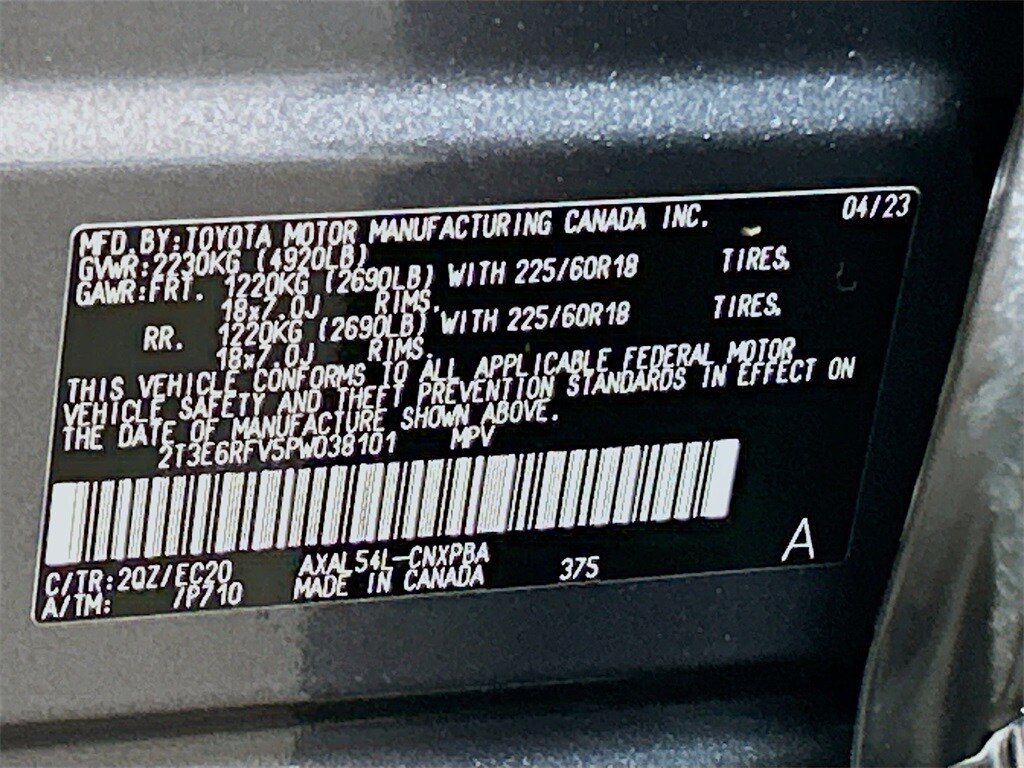 MFD. BY: TOYOTA MOTOR MANUFACTURING CANADA INC. 04/23
GVWR: 2230KG (4920LB)
GAWR: FRT. 1220KG (2690LB) WITH 225/60R18 TIRES,
18x7.0J RIMS.
RR. 1220KG (2690LB) WITH 225/60R18 TIRES,
18x7.0J RIMS.
THIS VEHICLE CONFORMS TO ALL APPLICABLE FEDERAL MOTOR
VEHICLE SAFETY AND THEFT PREVENTION STANDARDS IN EFFECT ON
THE DATE OF MANUFACTURE SHOWN ABOVE.
2T3E6RFV5PW038101 MPV
C/TR: 2QZ/EC20 AXAL54L-CNXPBA 375 A
A/TM: /P710 MADE IN CANADA